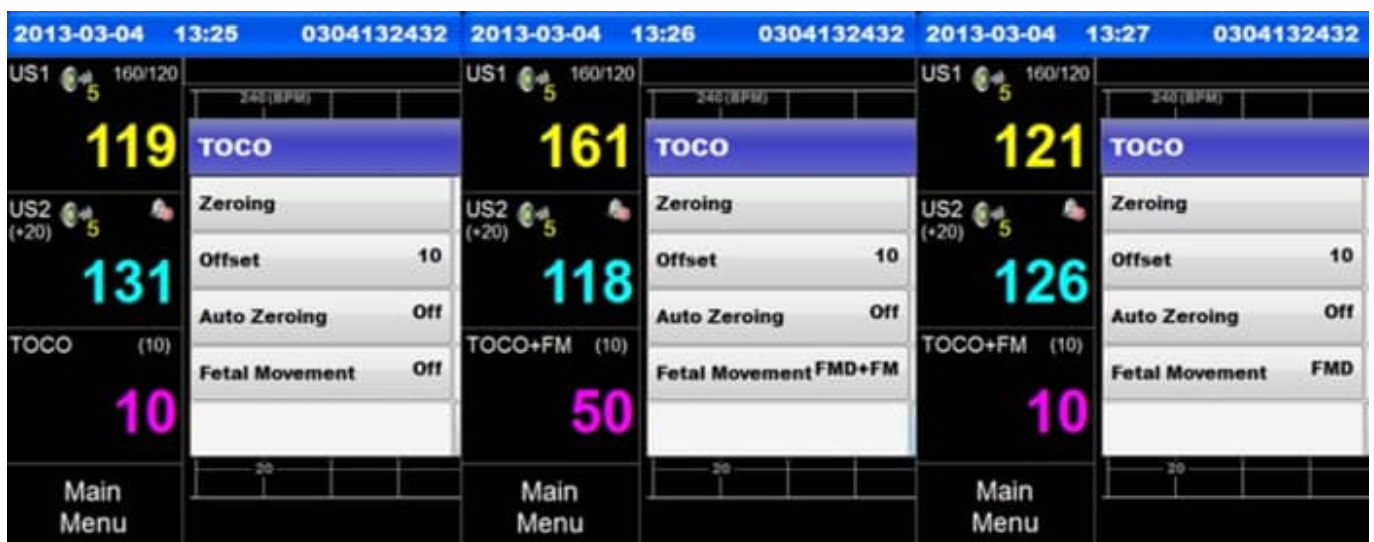 2013-03-04 13:25 0304132432
US1 5 160/120
240(BPM)
119
TOCO
Zeroing
US2 5
(+20)
131
Offset 10
Auto Zeroing Off
TOCO (10)
Fetal Movement Off
10
20
Main
Menu
2013-03-04 13:26 0304132432
US1 5 160/120
240(BPM)
161
TOCO
Zeroing
US2 5
(+20)
118
Offset 10
Auto Zeroing Off
TOCO+FM (10)
Fetal Movement FMD+FM
50
20
Main
Menu
2013-03-04 13:27 0304132432
US1 5 160/120
240(BPM)
121
TOCO
Zeroing
US2 5
(+20)
126
Offset 10
Auto Zeroing Off
TOCO+FM (10)
Fetal Movement FMD
10
20
Main
Menu